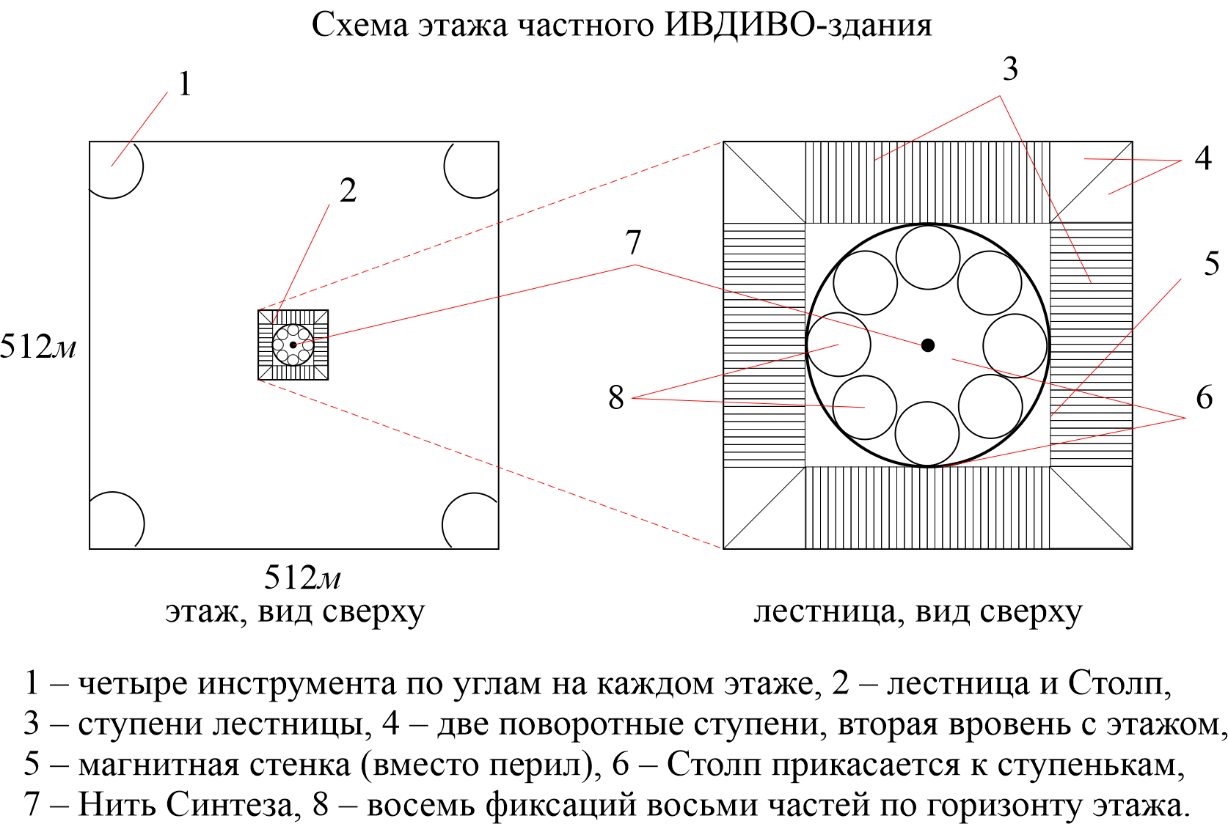 Схема этажа частного ИВДИВО-здания
1
2
3
4
5
6
7
8
512м
512м
этаж, вид сверху
лестница, вид сверху
1 – четыре инструмента по углам на каждом этаже, 2 – лестница и Столп,
3 – ступени лестницы, 4 – две поворотные ступени, вторая вровень с этажом,
5 – магнитная стенка (вместо перил), 6 – Столп прикасается к ступенькам,
7 – Нить Синтеза, 8 – восемь фиксаций восьми частей по горизонту этажа.